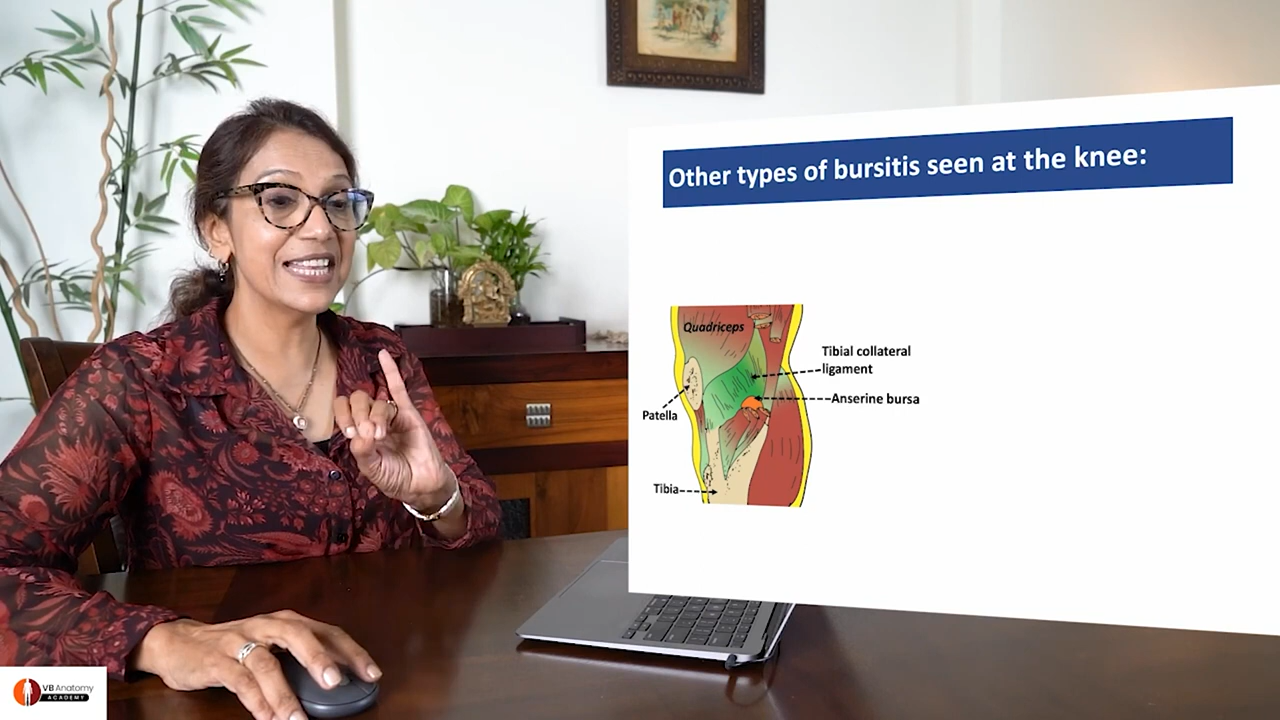 Other types of bursitis seen at the knee:
Quadriceps
Tibial collateral
ligament
Anserine bursa
Patella
Tibia
VB Anatomy
ACADEMY